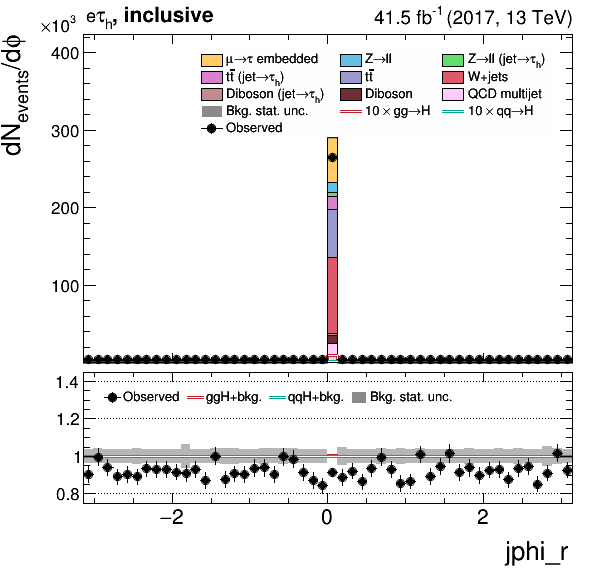 ×10³ eτₕ, inclusive 41.5 fb⁻¹ (2017, 13 TeV)
dN_events/dϕ
μ→τ embedded Z→ll Z→ll (jet→τₕ)
tt̄ (jet→τₕ) tt̄ W+jets
Diboson (jet→τₕ) Diboson QCD multijet
Bkg. stat. unc. 10 × gg→H 10 × qq→H
Observed
400
300
200
100
Observed ggH+bkg. qqH+bkg. Bkg. stat. unc.
1.4
1.2
1
0.8
−2 0 2
jphi_r